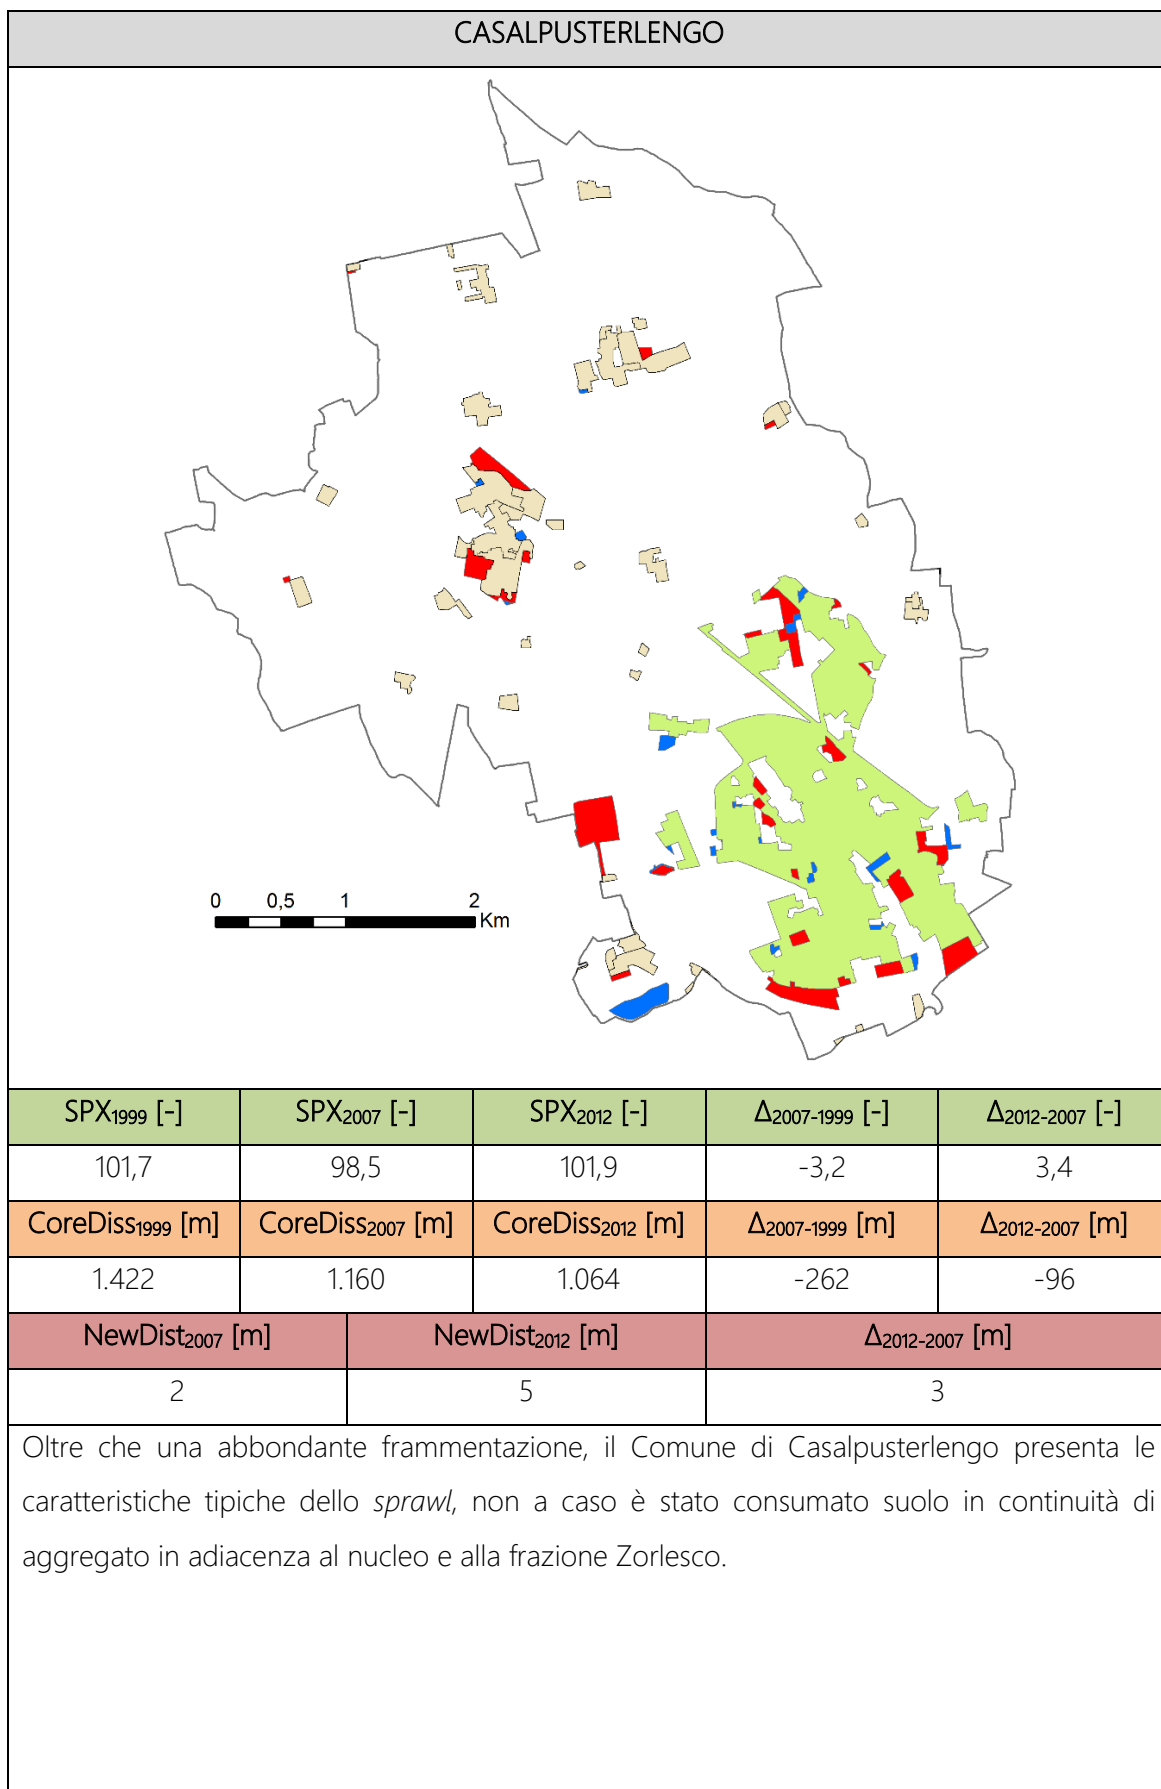 CASALPUSTERLENGO
0 0,5 1 2
Km
SPX1999 [-] SPX2007 [-] SPX2012 [-] Δ2007-1999 [-] Δ2012-2007 [-]
101,7 98,5 101,9 -3,2 3,4
CoreDiss1999 [m] CoreDiss2007 [m] CoreDiss2012 [m] Δ2007-1999 [m] Δ2012-2007 [m]
1.422 1.160 1.064 -262 -96
NewDist2007 [m] NewDist2012 [m] Δ2012-2007 [m]
2 5 3
Oltre che una abbondante frammentazione, il Comune di Casalpusterlengo presenta le
caratteristiche tipiche dello sprawl, non a caso è stato consumato suolo in continuità di
aggregato in adiacenza al nucleo e alla frazione Zorlesco.